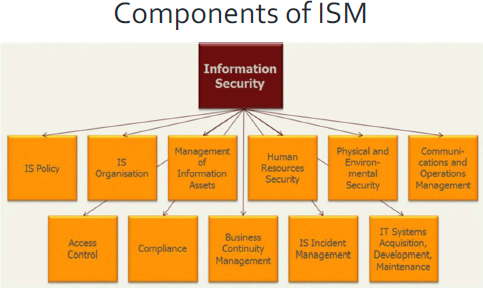 Components of ISM
Information
Security
IS Policy
IS
Organisation
Management
of
Information
Assets
Human
Resources
Security
Physical and
Environ-
mental
Security
Communi-
cations and
Operations
Management
Access
Control
Compliance
Business
Continuity
Management
IS Incident
Management
IT Systems
Acquisition,
Development,
Maintenance